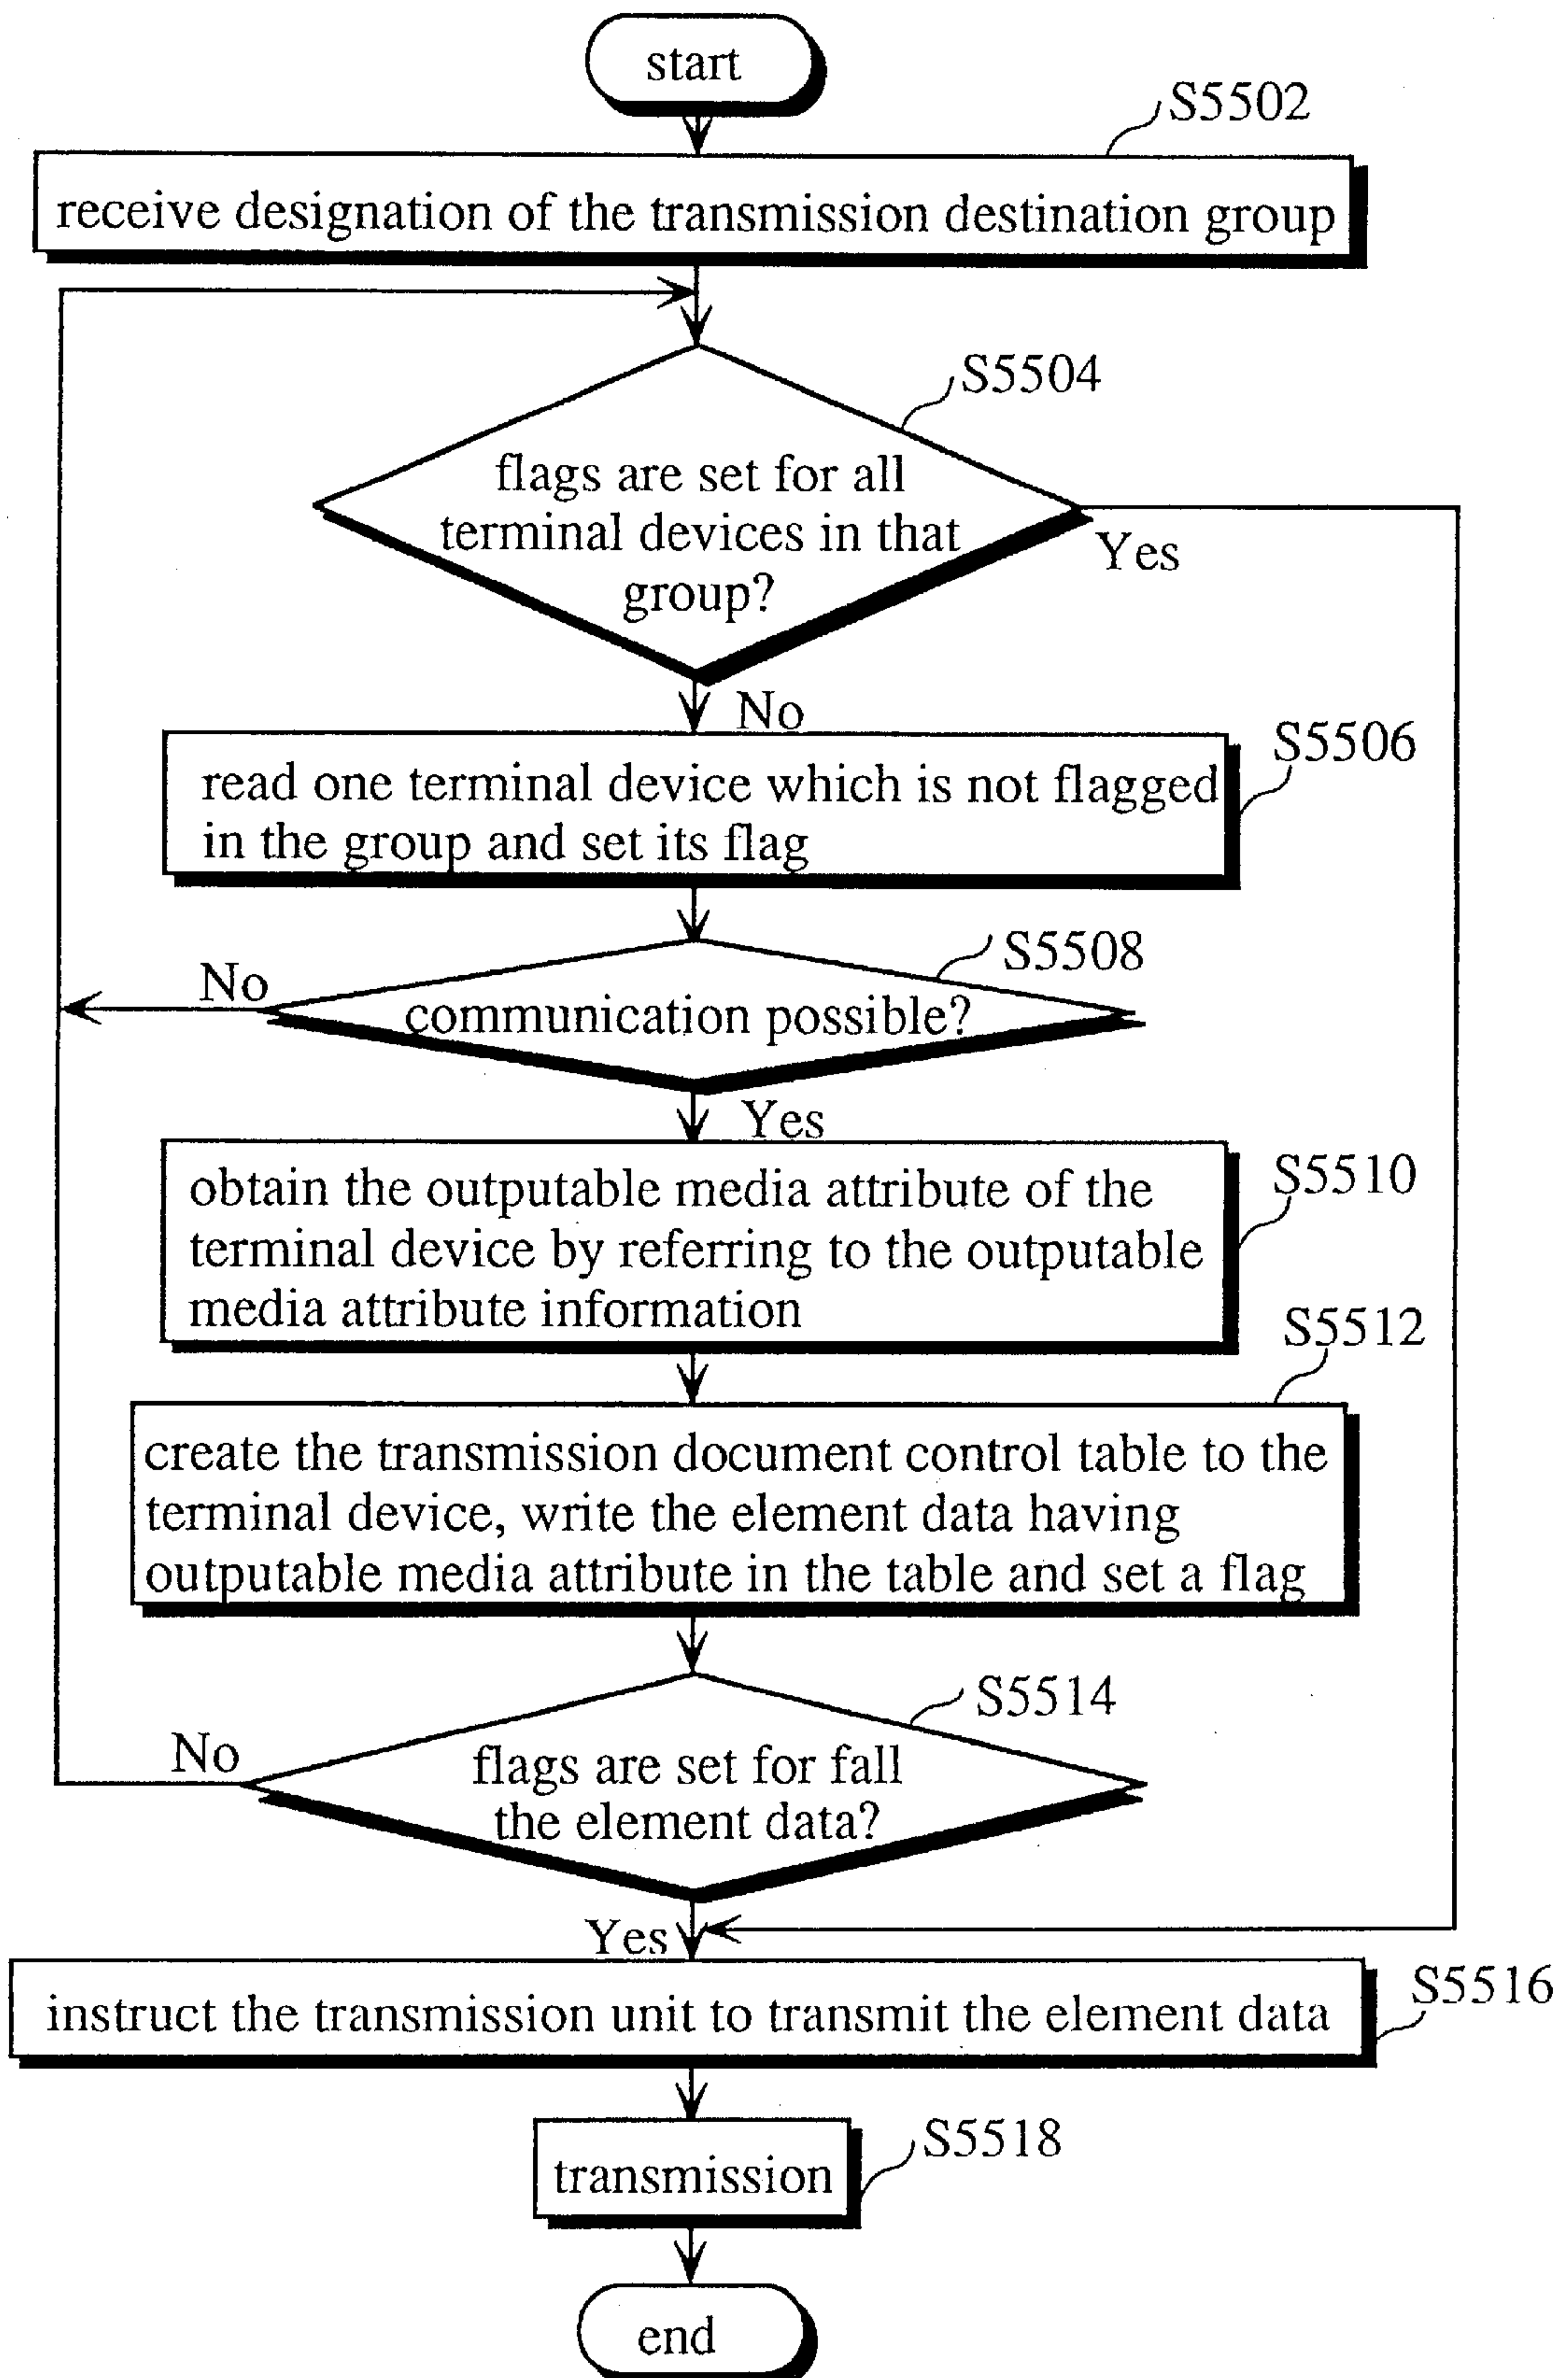 start
S5502
receive designation of the transmission destination group
S5504
flags are set for all
terminal devices in that
group?
Yes
No
S5506
read one terminal device which is not flagged
in the group and set its flag
S5508
No
communication possible?
Yes
S5510
obtain the outputable media attribute of the
terminal device by referring to the outputable
media attribute information
S5512
create the transmission document control table to the
terminal device, write the element data having
outputable media attribute in the table and set a flag
S5514
No
flags are set for fall
the element data?
Yes
S5516
instruct the transmission unit to transmit the element data
S5518
transmission
end